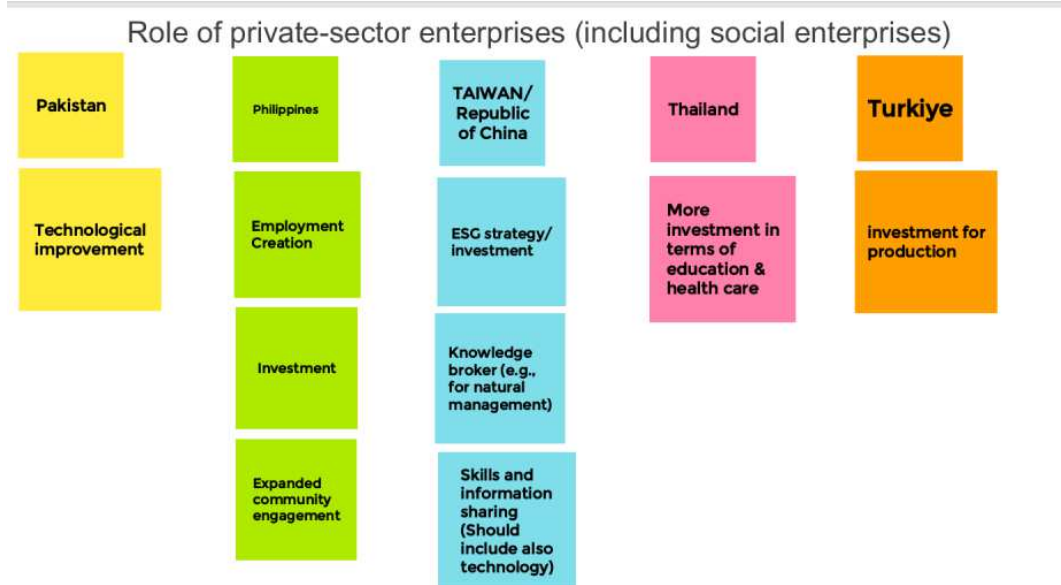 Role of private-sector enterprises (including social enterprises)
Pakistan
Technological
improvement
Philippines
Employment
Creation
Investment
Expanded
community
engagement
TAIWAN/
Republic
of China
ESG strategy/
investment
Knowledge
broker (e.g.,
for natural
management)
Skills and
information
sharing
(Should
include also
technology)
Thailand
More
investment in
terms of
education &
health care
Turkiye
investment for
production